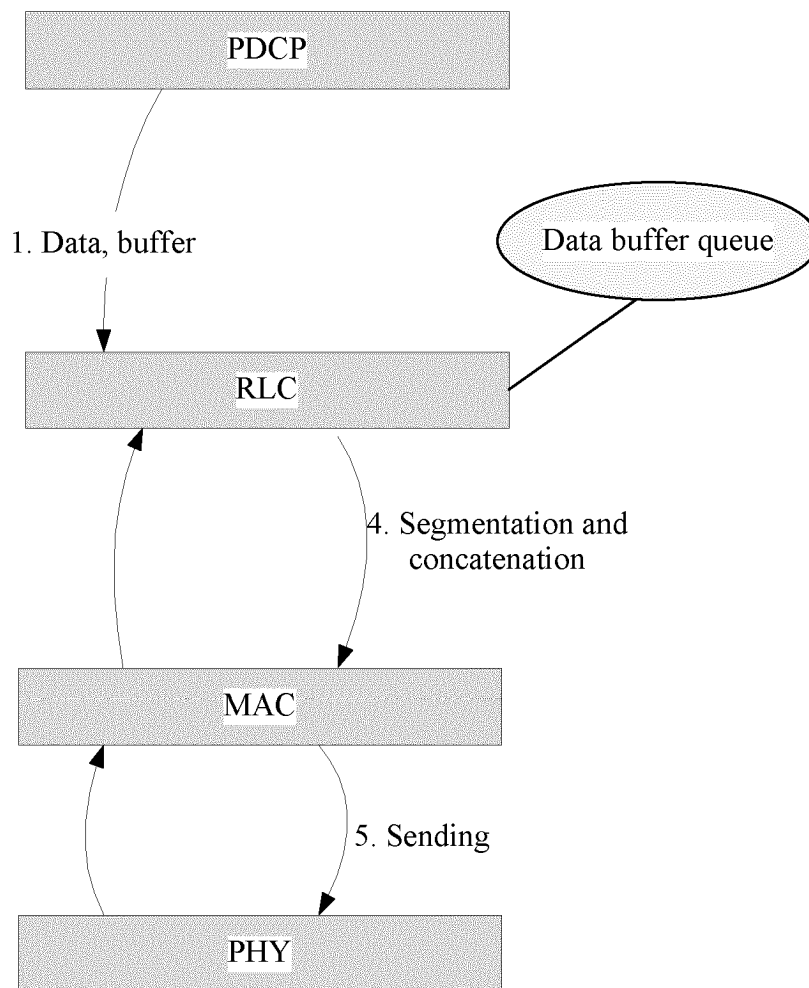 PDCP
1. Data, buffer
Data buffer queue
RLC
4. Segmentation and
concatenation
MAC
5. Sending
PHY